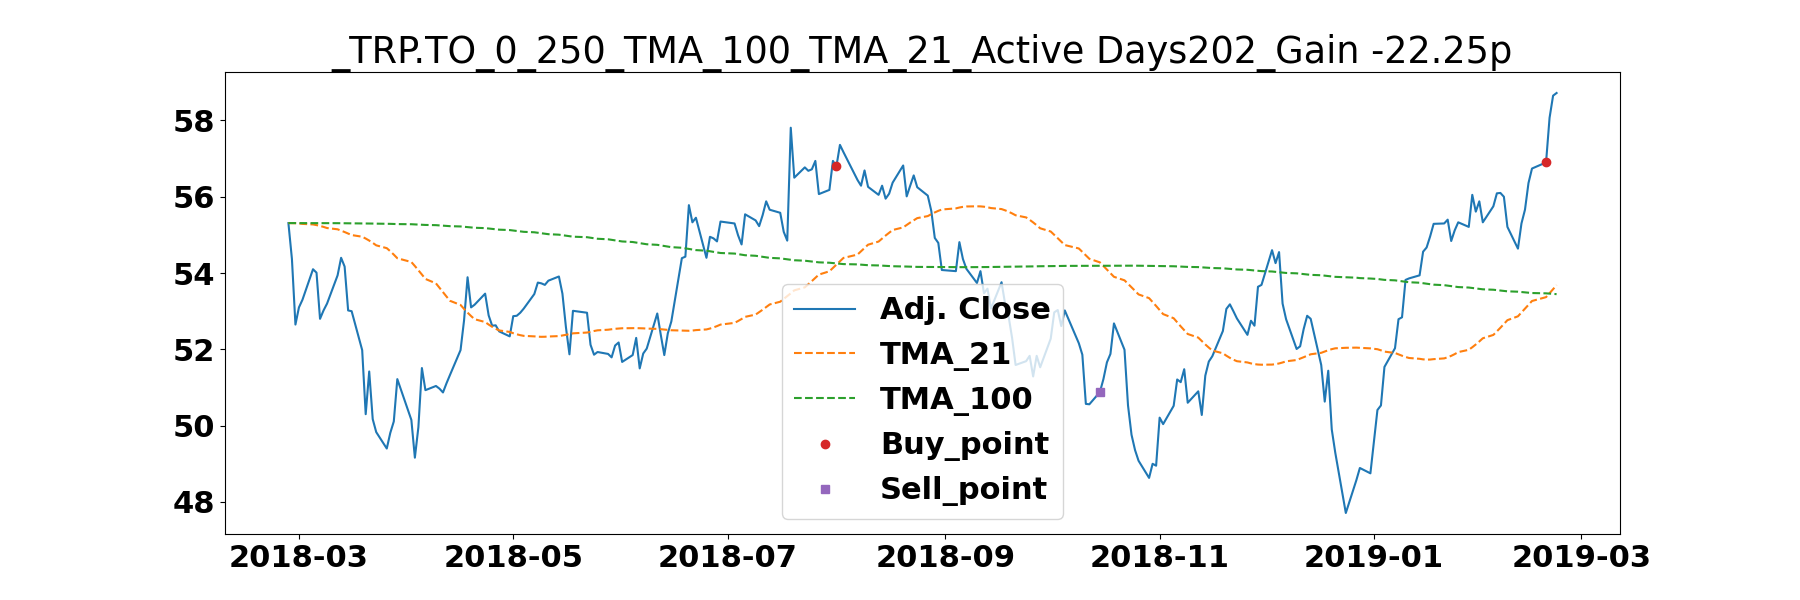 _TRP.TO_0_250_TMA_100_TMA_21_Active Days202_Gain -22.25p
58
56
54
52
50
48
Adj. Close
TMA_21
TMA_100
Buy_point
Sell_point
2018-03 2018-05 2018-07 2018-09 2018-11 2019-01 2019-03